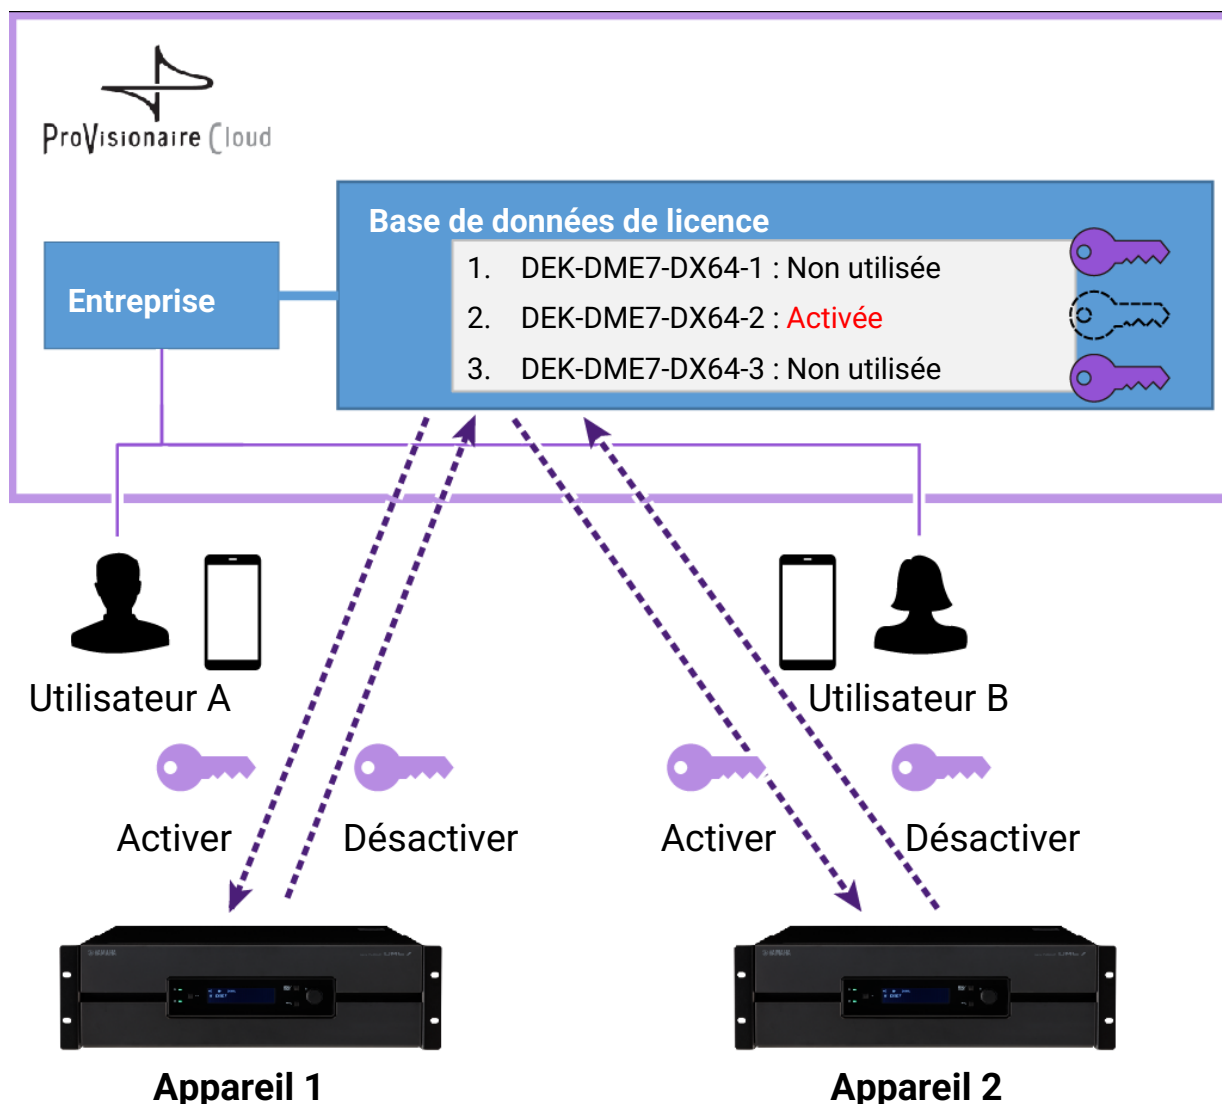 ProVisionaire Cloud
Base de données de licence
Entreprise
1. DEK-DME7-DX64-1 : Non utilisée
2. DEK-DME7-DX64-2 : Activée
3. DEK-DME7-DX64-3 : Non utilisée
Utilisateur A
Utilisateur B
Activer
Désactiver
Activer
Désactiver
YAMAHA
YAMAHA
Appareil 1
Appareil 2